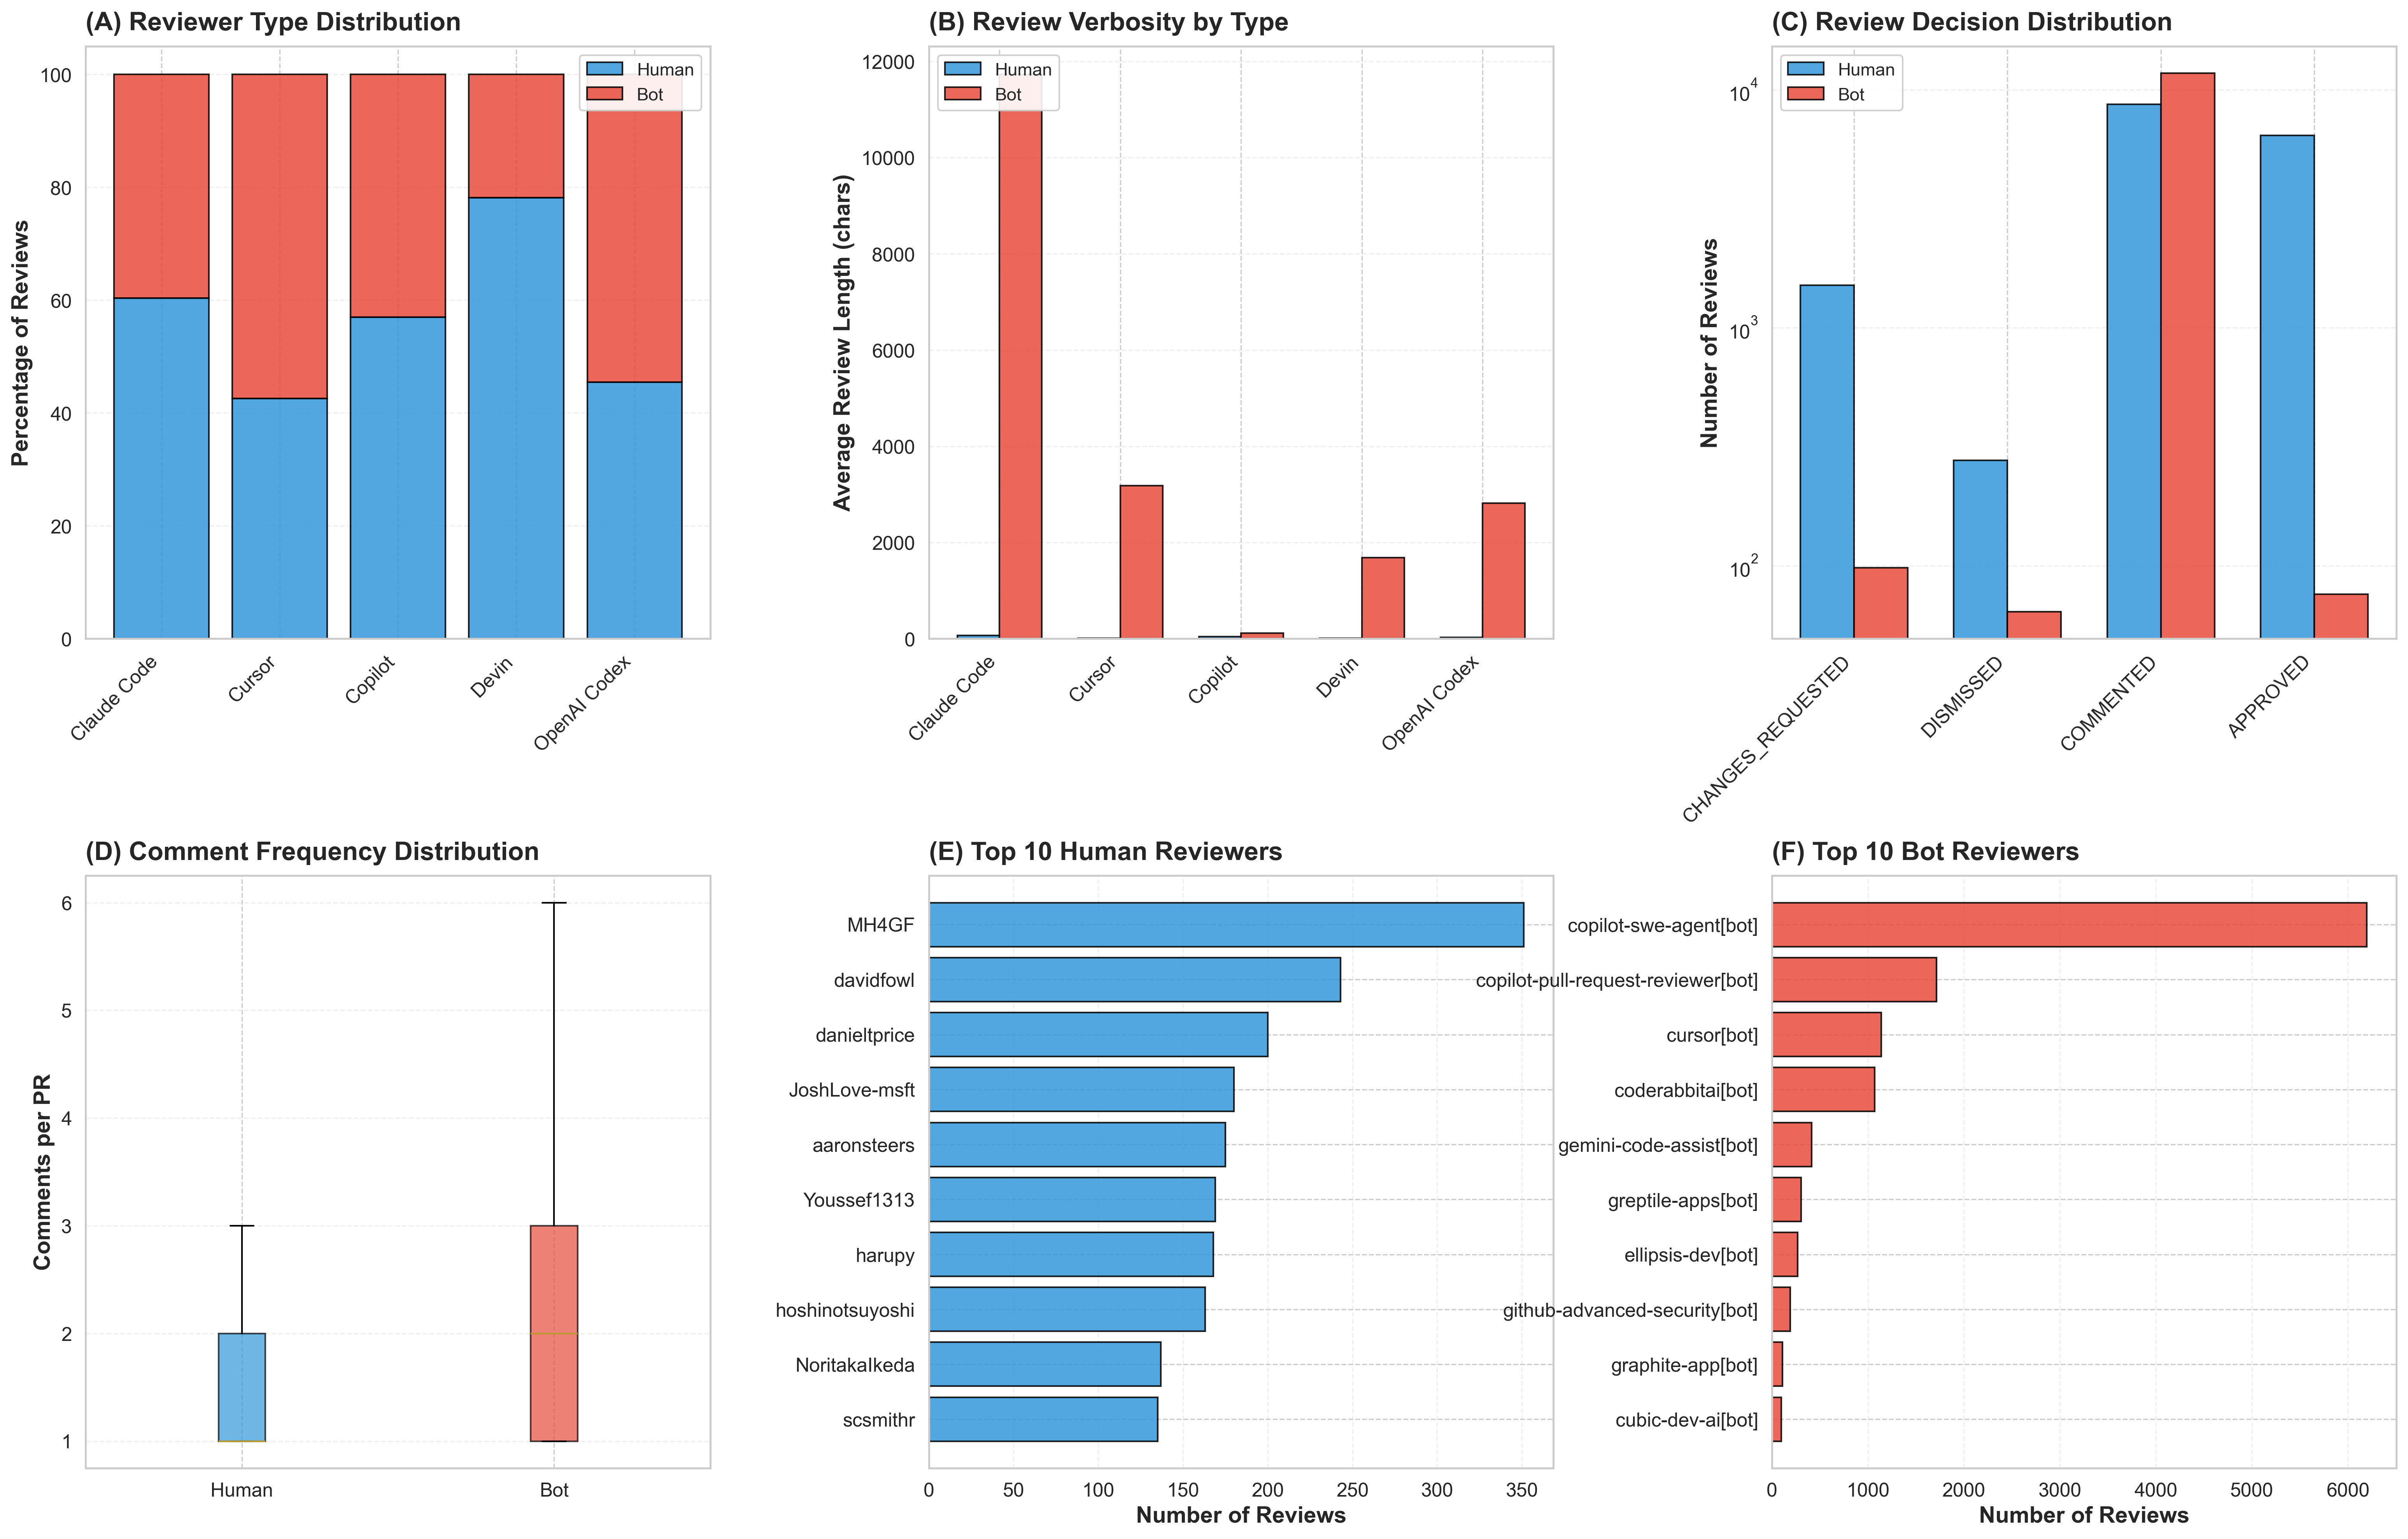 (A) Reviewer Type Distribution
Percentage of Reviews
100
80
60
40
20
0
Human
Bot
Claude Code
Cursor
Copilot
Devin
OpenAI Codex
(B) Review Verbosity by Type
Average Review Length (chars)
12000
10000
8000
6000
4000
2000
0
Human
Bot
Claude Code
Cursor
Copilot
Devin
OpenAI Codex
(C) Review Decision Distribution
Number of Reviews
10^4
10^3
10^2
Human
Bot
CHANGES_REQUESTED
DISMISSED
COMMENTED
APPROVED
(D) Comment Frequency Distribution
Comments per PR
6
5
4
3
2
1
Human
Bot
(E) Top 10 Human Reviewers
MH4GF
davidfowl
danieltprice
JoshLove-msft
aaronsteers
Youssef1313
harupy
hoshinotsuyoshi
NoritakaIkeda
scsmithr
0 50 100 150 200 250 300 350
Number of Reviews
(F) Top 10 Bot Reviewers
copilot-swe-agent[bot]
copilot-pull-request-reviewer[bot]
cursor[bot]
coderabbitai[bot]
gemini-code-assist[bot]
greptile-apps[bot]
ellipsis-dev[bot]
github-advanced-security[bot]
graphite-app[bot]
cubic-dev-ai[bot]
0 1000 2000 3000 4000 5000 6000
Number of Reviews